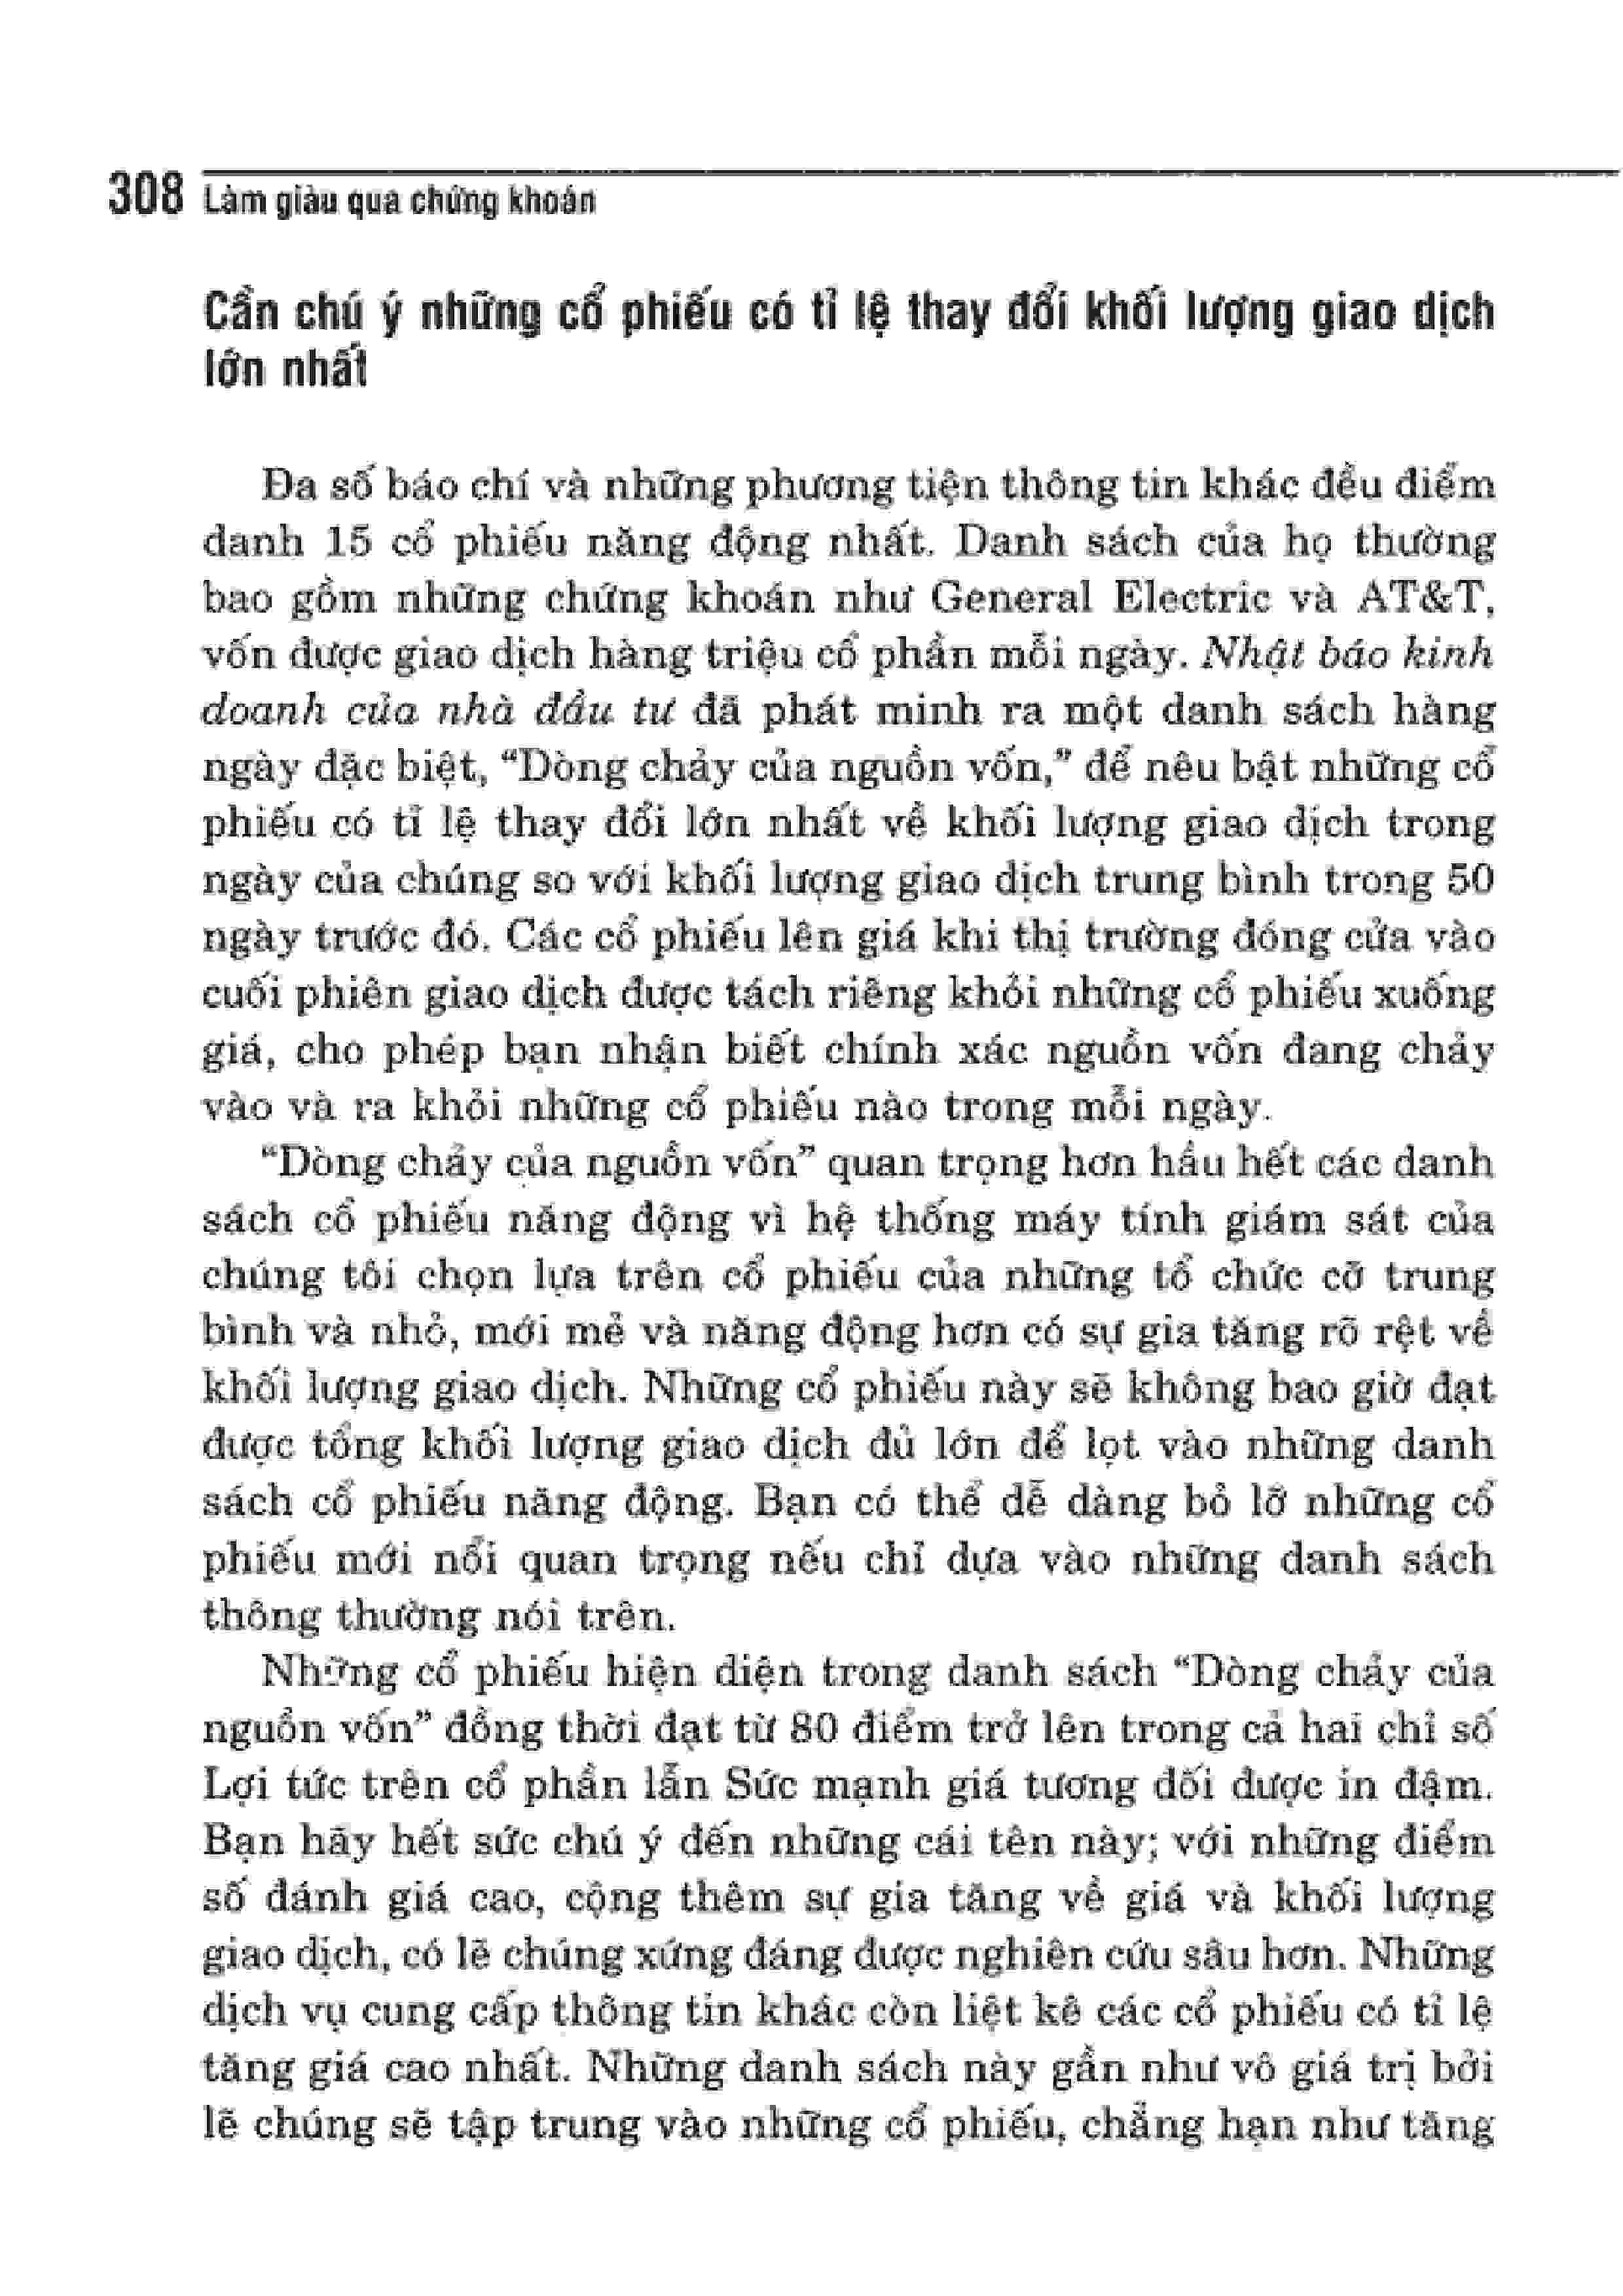 308 Làm giàu qua chứng khoán
Cần chú ý những cổ phiếu có tỉ lệ thay đổi khối lượng giao dịch
lớn nhất
Đa số báo chí và những phương tiện thông tin khác đều điểm
danh 15 cổ phiếu năng động nhất. Danh sách của họ thường
bao gồm những chứng khoán như General Electric và AT&T,
vốn được giao dịch hàng triệu cổ phần mỗi ngày. Nhật báo kinh
doanh của nhà đầu tư đã phát minh ra một danh sách hàng
ngày đặc biệt, “Dòng chảy của nguồn vốn,” để nêu bật những cổ
phiếu có tỉ lệ thay đổi lớn nhất về khối lượng giao dịch trong
ngày của chúng so với khối lượng giao dịch trung bình trong 50
ngày trước đó. Các cổ phiếu lên giá khi thị trường đóng cửa vào
cuối phiên giao dịch được tách riêng khỏi những cổ phiếu xuống
giá, cho phép bạn nhận biết chính xác nguồn vốn đang chảy
vào và ra khỏi những cổ phiếu nào trong mỗi ngày.
“Dòng chảy của nguồn vốn” quan trọng hơn hầu hết các danh
sách cổ phiếu năng động vì hệ thống máy tính giám sát của
chúng tôi chọn lựa trên cổ phiếu của những tổ chức cỡ trung
bình và nhỏ, mới mẻ và năng động hơn có sự gia tăng rõ rệt về
khối lượng giao dịch. Những cổ phiếu này sẽ không bao giờ đạt
được tổng khối lượng giao dịch đủ lớn để lọt vào những danh
sách cổ phiếu năng động. Bạn có thể dễ dàng bỏ lỡ những cổ
phiếu mới nổi quan trọng nếu chỉ dựa vào những danh sách
thông thường nói trên.
Những cổ phiếu hiện diện trong danh sách “Dòng chảy của
nguồn vốn” đồng thời đạt từ 80 điểm trở lên trong cả hai chỉ số
Lợi tức trên cổ phần lẫn Sức mạnh giá tương đối được in đậm.
Bạn hãy hết sức chú ý đến những cái tên này; với những điểm
số đánh giá cao, cộng thêm sự gia tăng về giá và khối lượng
giao dịch, có lẽ chúng xứng đáng được nghiên cứu sâu hơn. Những
dịch vụ cung cấp thông tin khác còn liệt kê các cổ phiếu có tỉ lệ
tăng giá cao nhất. Những danh sách này gần như vô giá trị bởi
lẽ chúng sẽ tập trung vào những cổ phiếu, chẳng hạn như tăng